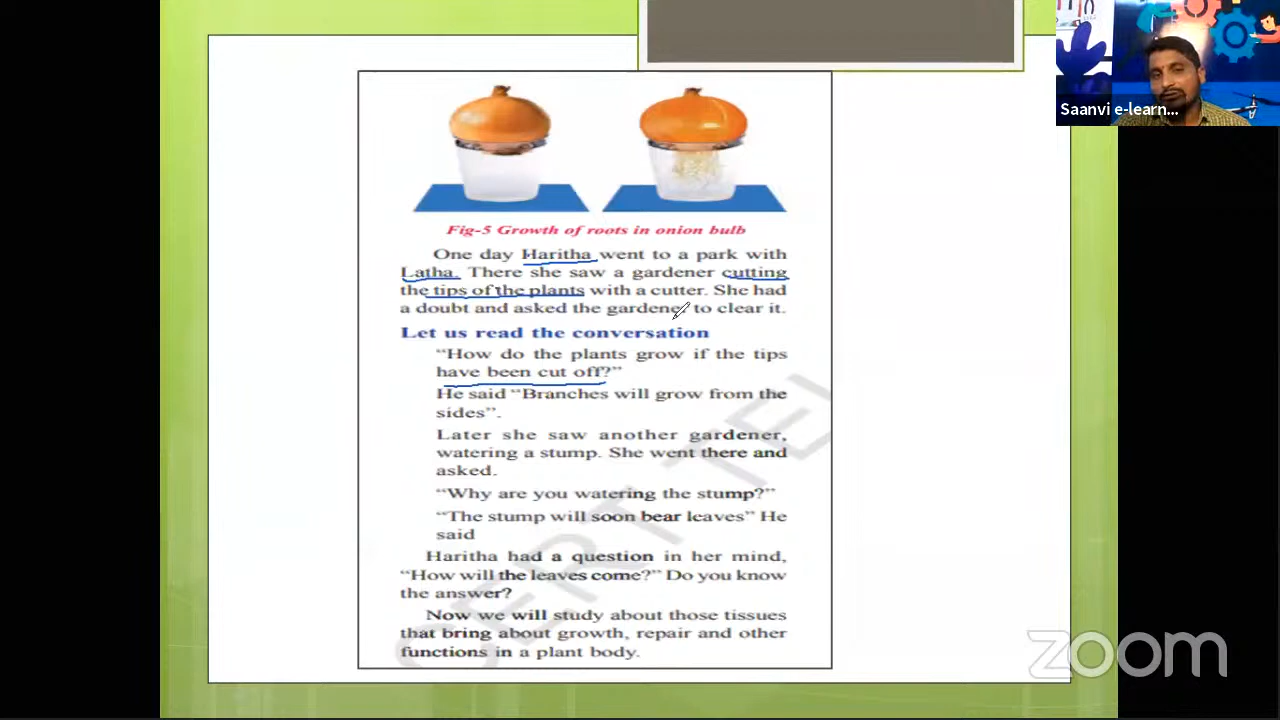 Saanvi e-learn...
Fig-5 Growth of roots in onion bulb
One day Haritha went to a park with
Latha. There she saw a gardener cutting
the tips of the plants with a cutter. She had
a doubt and asked the gardener to clear it.
Let us read the conversation
“How do the plants grow if the tips
have been cut off?”
He said “Branches will grow from the
sides”.
Later she saw another gardener,
watering a stump. She went there and
asked.
“Why are you watering the stump?”
“The stump will soon bear leaves” He
said
Haritha had a question in her mind,
“How will the leaves come?” Do you know
the answer?
Now we will study about those tissues
that bring about growth, repair and other
functions in a plant body.
zoom